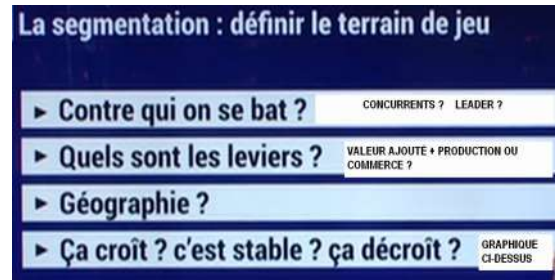 La segmentation : définir le terrain de jeu
► Contre qui on se bat ? CONCURRENTS ? LEADER ?
► Quels sont les leviers ? VALEUR AJOUTÉ + PRODUCTION OU
COMMERCE ?
► Géographie ?
► Ça croît ? c'est stable ? ça décroît ? GRAPHIQUE
CI-DESSUS